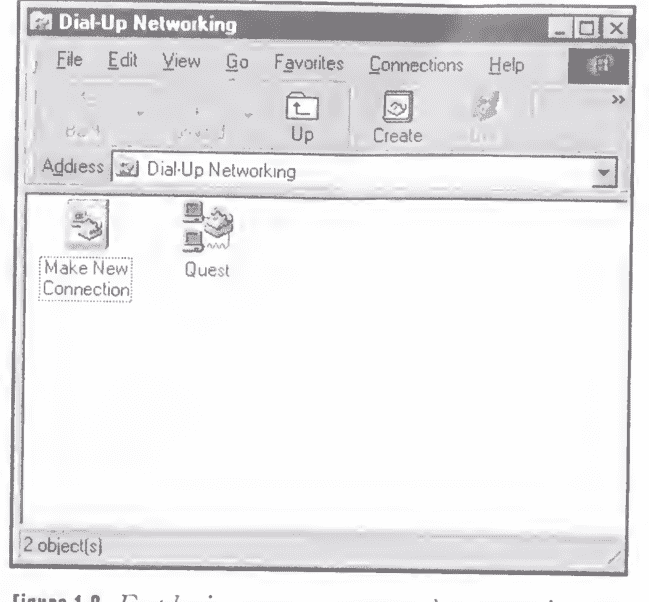 Dial-Up Networking
File Edit View Go Favorites Connections Help
Up Create
Address Dial-Up Networking
Make New Connection
Quest
2 object(s)